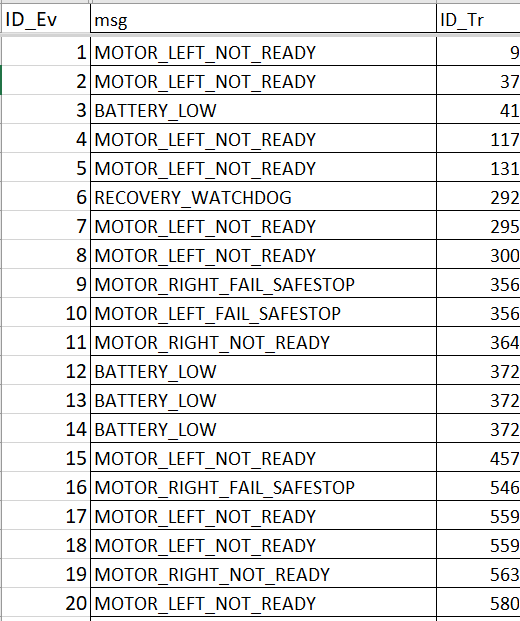 ID_Ev msg ID_Tr
1 MOTOR_LEFT_NOT_READY 9
2 MOTOR_LEFT_NOT_READY 37
3 BATTERY_LOW 41
4 MOTOR_LEFT_NOT_READY 117
5 MOTOR_LEFT_NOT_READY 131
6 RECOVERY_WATCHDOG 292
7 MOTOR_LEFT_NOT_READY 295
8 MOTOR_LEFT_NOT_READY 300
9 MOTOR_RIGHT_FAIL_SAFESTOP 356
10 MOTOR_LEFT_FAIL_SAFESTOP 356
11 MOTOR_RIGHT_NOT_READY 364
12 BATTERY_LOW 372
13 BATTERY_LOW 372
14 BATTERY_LOW 372
15 MOTOR_LEFT_NOT_READY 457
16 MOTOR_RIGHT_FAIL_SAFESTOP 546
17 MOTOR_LEFT_NOT_READY 559
18 MOTOR_LEFT_NOT_READY 559
19 MOTOR_RIGHT_NOT_READY 563
20 MOTOR_LEFT_NOT_READY 580